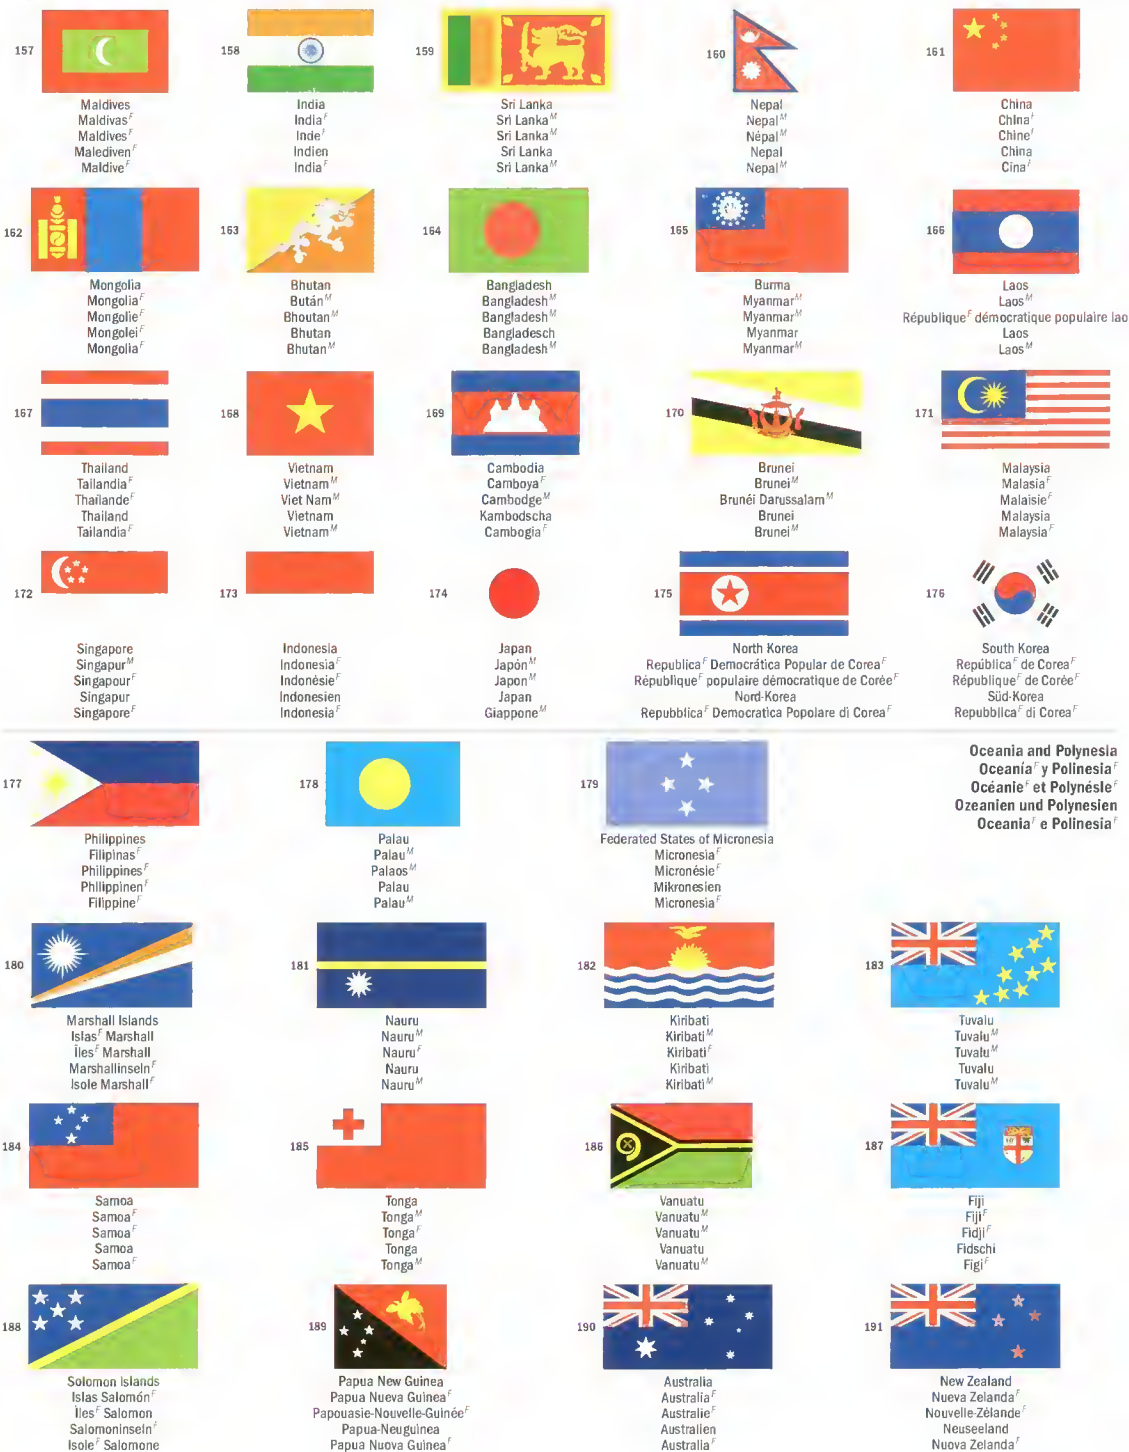 157
Maldives
Maldivas F
Maldives F
Malediven F
Maldive F
158
India
India F
Inde F
Indien
India F
159
Sri Lanka
Sri Lanka M
Sri Lanka M
Sri Lanka
Sri Lanka M
160
Nepal
Nepal M
Népal M
Nepal
Nepal M
161
China
China F
Chine F
China
Cina F
162
Mongolia
Mongolia F
Mongolie F
Mongolei F
Mongolia F
163
Bhutan
Bután M
Bhoutan M
Bhutan
Bhutan M
164
Bangladesh
Bangladesh M
Bangladesh M
Bangladesch
Bangladesh M
165
Burma
Myanmar M
Myanmar M
Myanmar
Myanmar M
166
Laos
Laos M
République F démocratique populaire lao
Laos
Laos M
167
Thailand
Tailandia F
Thaïlande F
Thailand
Tailandia F
168
Vietnam
Vietnam M
Viet Nam M
Vietnam
Vietnam M
169
Cambodia
Camboya F
Cambodge M
Kambodscha
Cambogia F
170
Brunei
Brunei M
Brunéi Darussalam M
Brunei
Brunei M
171
Malaysia
Malasia F
Malaisie F
Malaysia
Malaysia F
172
Singapore
Singapur M
Singapour F
Singapur
Singapore F
173
Indonesia
Indonesia F
Indonésie F
Indonesien
Indonesia F
174
Japan
Japón M
Japon M
Japan
Giappone M
175
North Korea
Republica F Democrática Popular de Corea F
République F populaire démocratique de Corée F
Nord-Korea
Repubblica F Democratica Popolare di Corea F
176
South Korea
República F de Corea F
République F de Corée F
Süd-Korea
Repubblica F di Corea F
Oceania and Polynesia
Oceanía F y Polinesia F
Océanie F et Polynésie F
Ozeanien und Polynesien
Oceania F e Polinesia F
177
Philippines
Filipinas F
Philippines F
Philippinen F
Filippine F
178
Palau
Palau M
Palaos M
Palau
Palau M
179
Federated States of Micronesia
Micronesia F
Micronésie F
Mikronesien
Micronesia F
180
Marshall Islands
Islas F Marshall
Îles F Marshall
Marshallinseln F
Isole Marshall F
181
Nauru
Nauru M
Nauru F
Nauru
Nauru M
182
Kiribati
Kiribati M
Kiribati F
Kiribati
Kiribati M
183
Tuvalu
Tuvalu M
Tuvalu M
Tuvalu
Tuvalu M
184
Samoa
Samoa F
Samoa F
Samoa
Samoa F
185
Tonga
Tonga M
Tonga F
Tonga
Tonga M
186
Vanuatu
Vanuatu M
Vanuatu M
Vanuatu
Vanuatu M
187
Fiji
Fiji F
Fidji F
Fidschi
Figi F
188
Solomon Islands
Islas Salomón F
Îles F Salomon
Salomoninseln F
Isole F Salomone
189
Papua New Guinea
Papua Nueva Guinea F
Papouasie-Nouvelle-Guinée F
Papua-Neuguinea
Papua Nuova Guinea F
190
Australia
Australia F
Australie F
Australien
Australia F
191
New Zealand
Nueva Zelanda F
Nouvelle-Zélande F
Neuseeland
Nuova Zelanda F